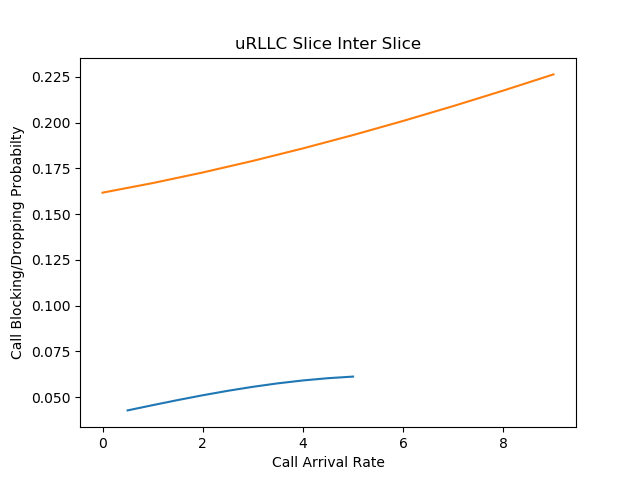 uRLLC Slice Inter Slice
Call Blocking/Dropping Probabilty
0.225
0.200
0.175
0.150
0.125
0.100
0.075
0.050
0 2 4 6 8
Call Arrival Rate